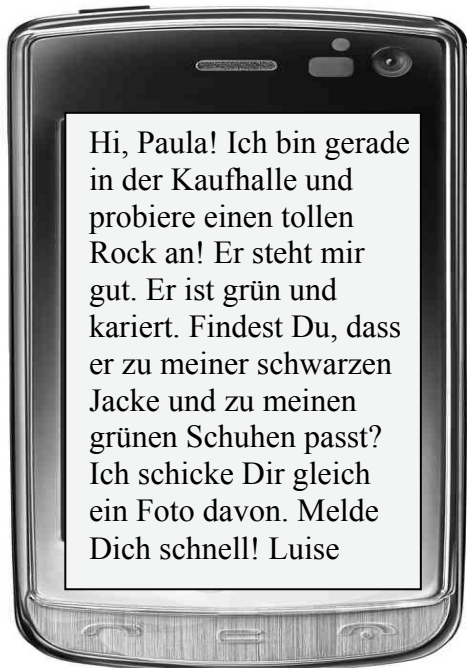 Hi, Paula! Ich bin gerade
in der Kaufhalle und
probiere einen tollen
Rock an! Er steht mir
gut. Er ist grün und
kariert. Findest Du, dass
er zu meiner schwarzen
Jacke und zu meinen
grünen Schuhen passt?
Ich schicke Dir gleich
ein Foto davon. Melde
Dich schnell! Luise